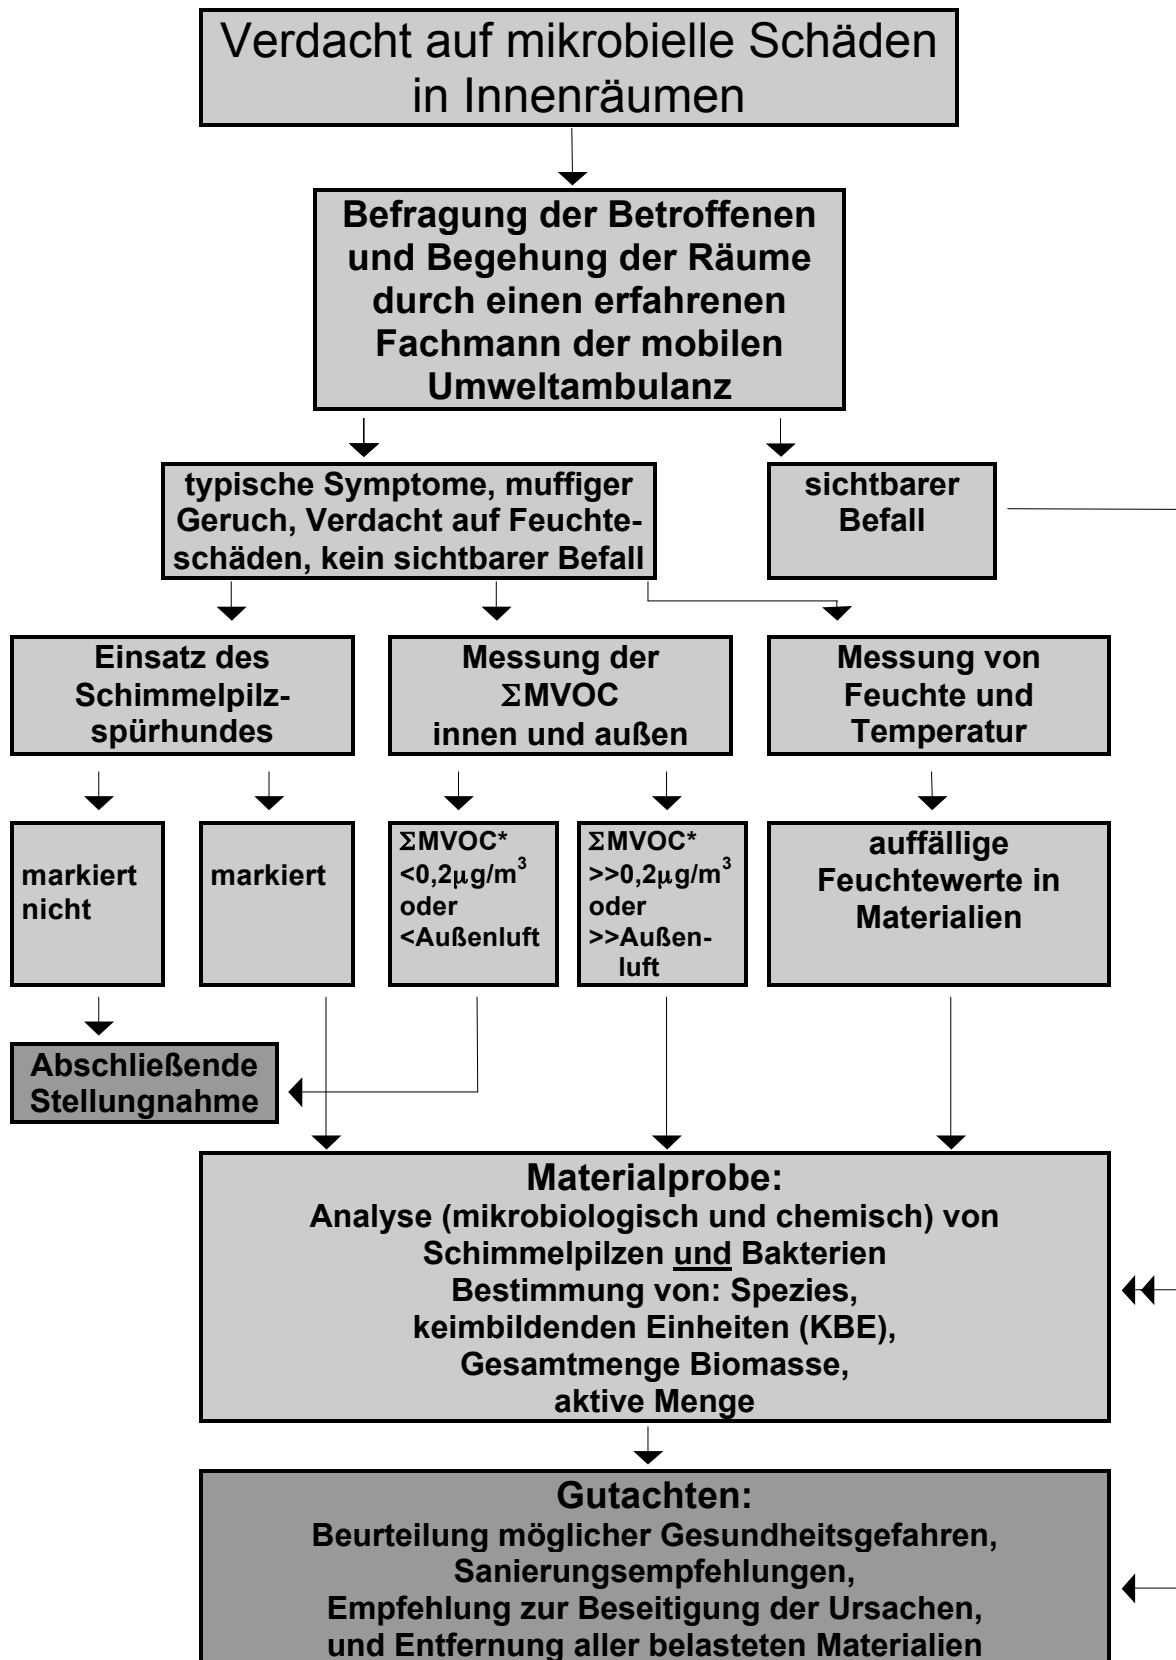 Verdacht auf mikrobielle Schäden
in Innenräumen
Befragung der Betroffenen
und Begehung der Räume
durch einen erfahrenen
Fachmann der mobilen
Umweltambulanz
typische Symptome, muffiger
Geruch, Verdacht auf Feuchte-
schäden, kein sichtbarer Befall
sichtbarer
Befall
Einsatz des
Schimmelpilz-
spürhundes
Messung der
ΣMVOC
innen und außen
Messung von
Feuchte und
Temperatur
markiert
nicht
markiert
ΣMVOC*
<0,2µg/m³
oder
<Außenluft
ΣMVOC*
>>0,2µg/m³
oder
>>Außen-
luft
auffällige
Feuchtewerte in
Materialien
Abschließende
Stellungnahme
Materialprobe:
Analyse (mikrobiologisch und chemisch) von
Schimmelpilzen und Bakterien
Bestimmung von: Spezies,
keimbildenden Einheiten (KBE),
Gesamtmenge Biomasse,
aktive Menge
Gutachten:
Beurteilung möglicher Gesundheitsgefahren,
Sanierungsempfehlungen,
Empfehlung zur Beseitigung der Ursachen,
und Entfernung aller belasteten Materialien